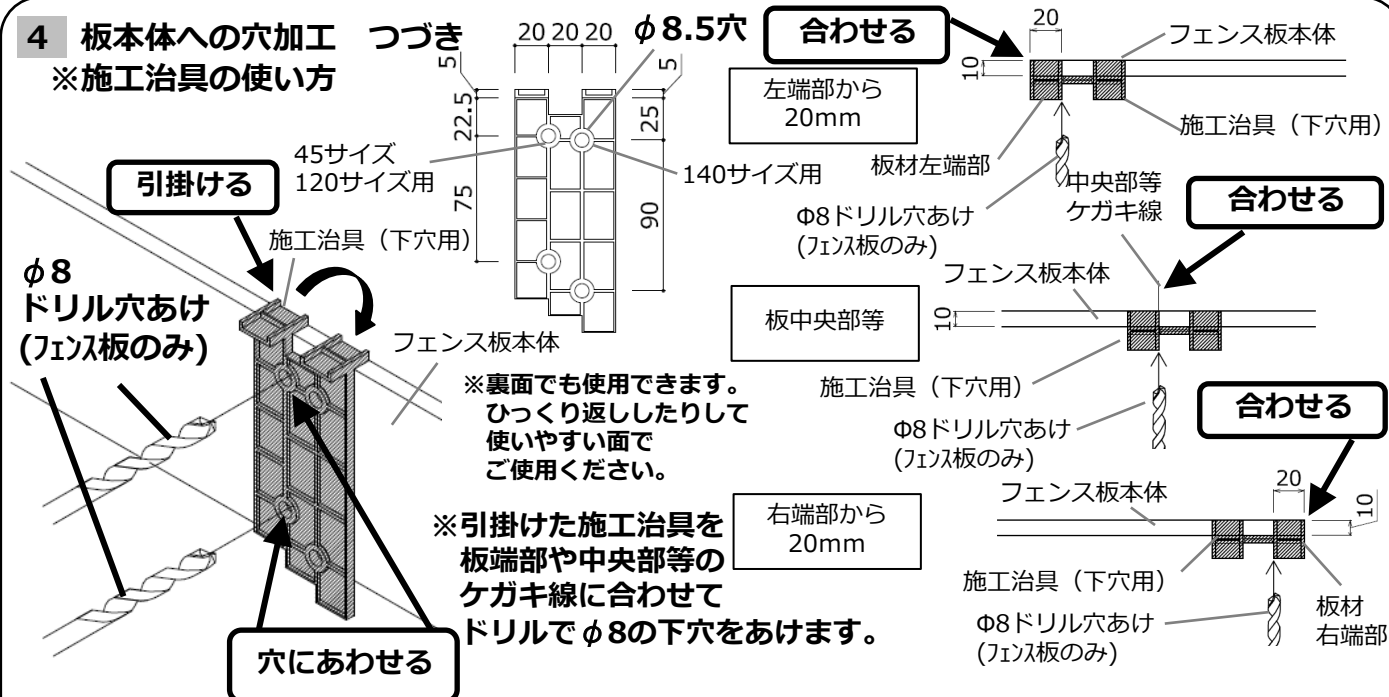 4 板本体への穴加工 つづき
※施工治具の使い方
20 20 20
φ8.5穴
5
5
22.5
25
75
90
45サイズ
120サイズ用
140サイズ用
引掛ける
施工治具（下穴用）
φ8
ドリル穴あけ
(ﾌｪﾝｽ板のみ)
フェンス板本体
穴にあわせる
※裏面でも使用できます。
ひっくり返ししたりして
使いやすい面で
ご使用ください。
※引掛けた施工治具を
板端部や中央部等の
ケガキ線に合わせて
ドリルでφ8の下穴をあけます。
合わせる
左端部から
20mm
20
10
フェンス板本体
施工治具（下穴用）
板材左端部
Φ8ドリル穴あけ
(ﾌｪﾝｽ板のみ)
中央部等
ケガキ線
合わせる
フェンス板本体
板中央部等
10
施工治具（下穴用）
Φ8ドリル穴あけ
(ﾌｪﾝｽ板のみ)
合わせる
右端部から
20mm
フェンス板本体
20
10
施工治具（下穴用）
Φ8ドリル穴あけ
(ﾌｪﾝｽ板のみ)
板材
右端部